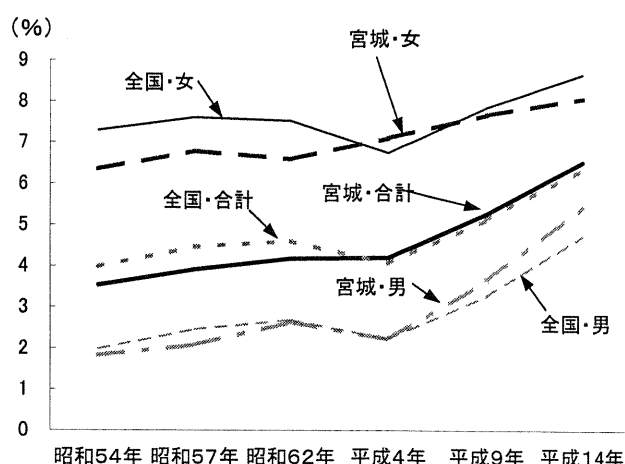 (%)
宮城・女
9
全国・女
8
7
6
全国・合計
宮城・合計
5
4
宮城・男
3
全国・男
2
1
0
昭和54年 昭和57年 昭和62年 平成4年 平成9年 平成14年